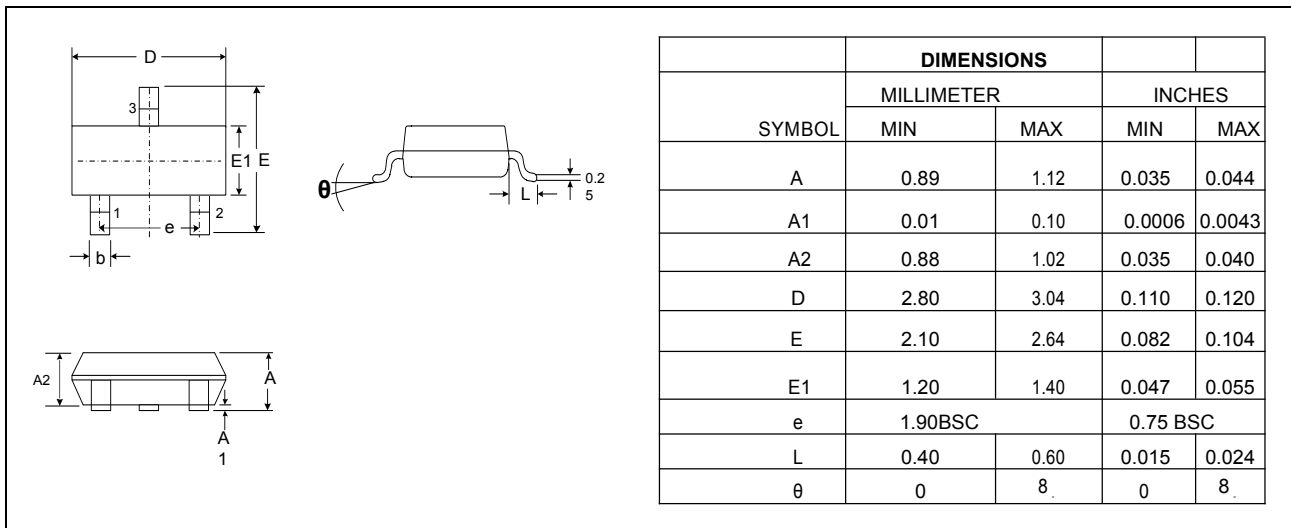 D
3
E1 E
1 2
e
b
θ
L
0.2
5
A2
A
A
1
DIMENSIONS
MILLIMETER INCHES
SYMBOL MIN MAX MIN MAX
A 0.89 1.12 0.035 0.044
A1 0.01 0.10 0.0006 0.0043
A2 0.88 1.02 0.035 0.040
D 2.80 3.04 0.110 0.120
E 2.10 2.64 0.082 0.104
E1 1.20 1.40 0.047 0.055
e 1.90BSC 0.75 BSC
L 0.40 0.60 0.015 0.024
θ 0 8. 0 8.